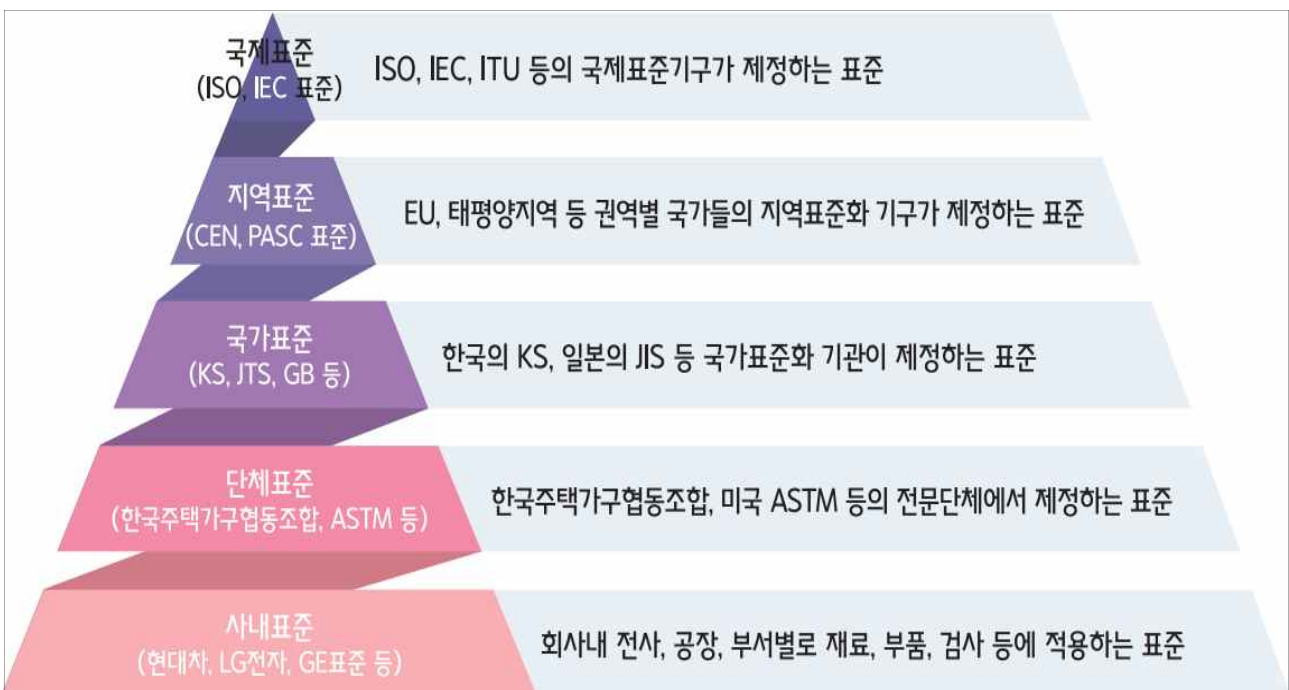 국제표준
(ISO, IEC 표준)
ISO, IEC, ITU 등의 국제표준기구가 제정하는 표준
지역표준
(CEN, PASC 표준)
EU, 태평양지역 등 권역별 국가들의 지역표준화 기구가 제정하는 표준
국가표준
(KS, JTS, GB 등)
한국의 KS, 일본의 JIS 등 국가표준화 기관이 제정하는 표준
단체표준
(한국주택가구협동조합, ASTM 등)
한국주택가구협동조합, 미국 ASTM 등의 전문단체에서 제정하는 표준
사내표준
(현대차, LG전자, GE표준 등)
회사내 전사, 공장, 부서별로 재료, 부품, 검사 등에 적용하는 표준